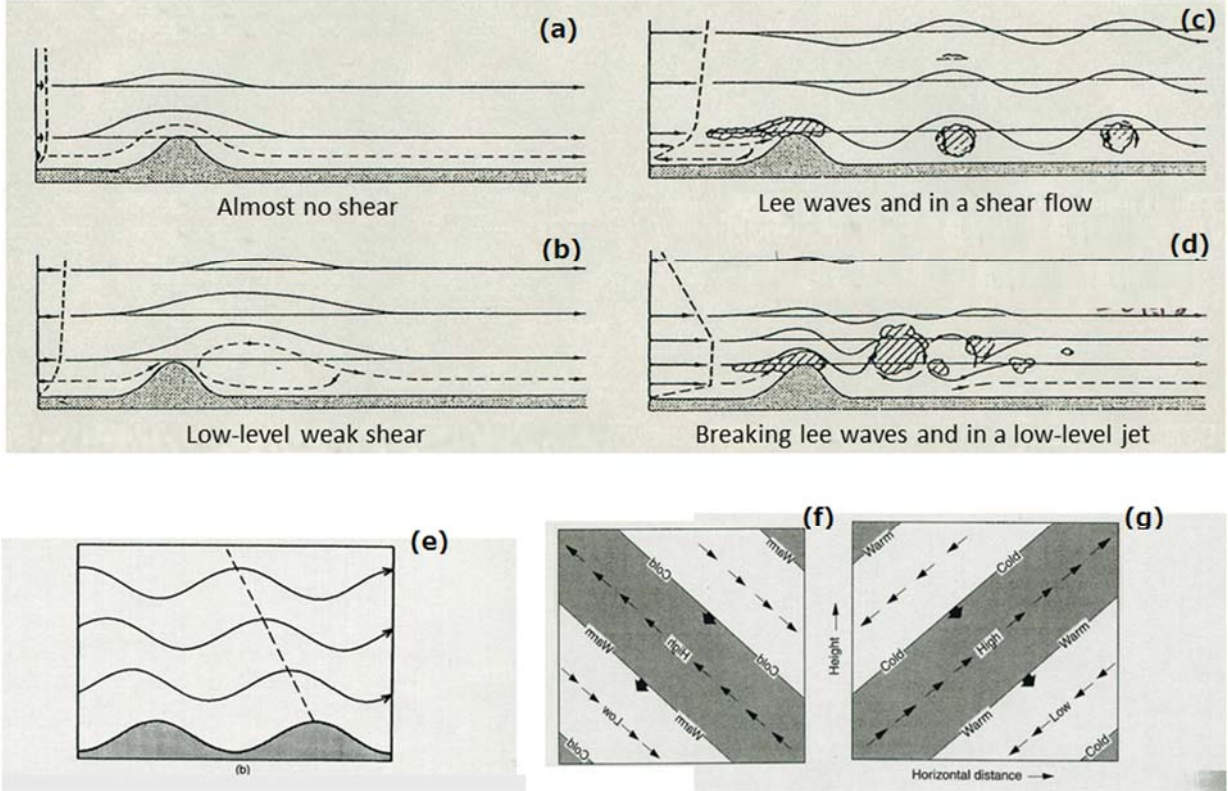 (a)
Almost no shear
(b)
Low-level weak shear
(c)
Lee waves and in a shear flow
(d)
Breaking lee waves and in a low-level jet
(e)
(b)
(f)
Warm
Cold
High
Cold
Warm
Warm
Low
Cold
Height
(g)
Warm
Cold
High
Cold
Warm
Warm
Low
Cold
Horizontal distance